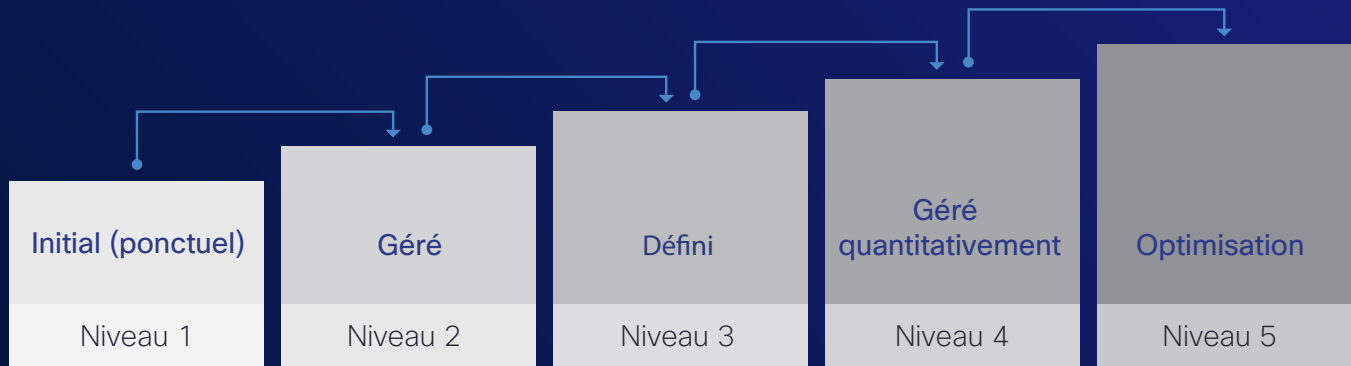 Initial (ponctuel)
Géré
Défini
Géré
quantitativement
Optimisation
Niveau 1
Niveau 2
Niveau 3
Niveau 4
Niveau 5